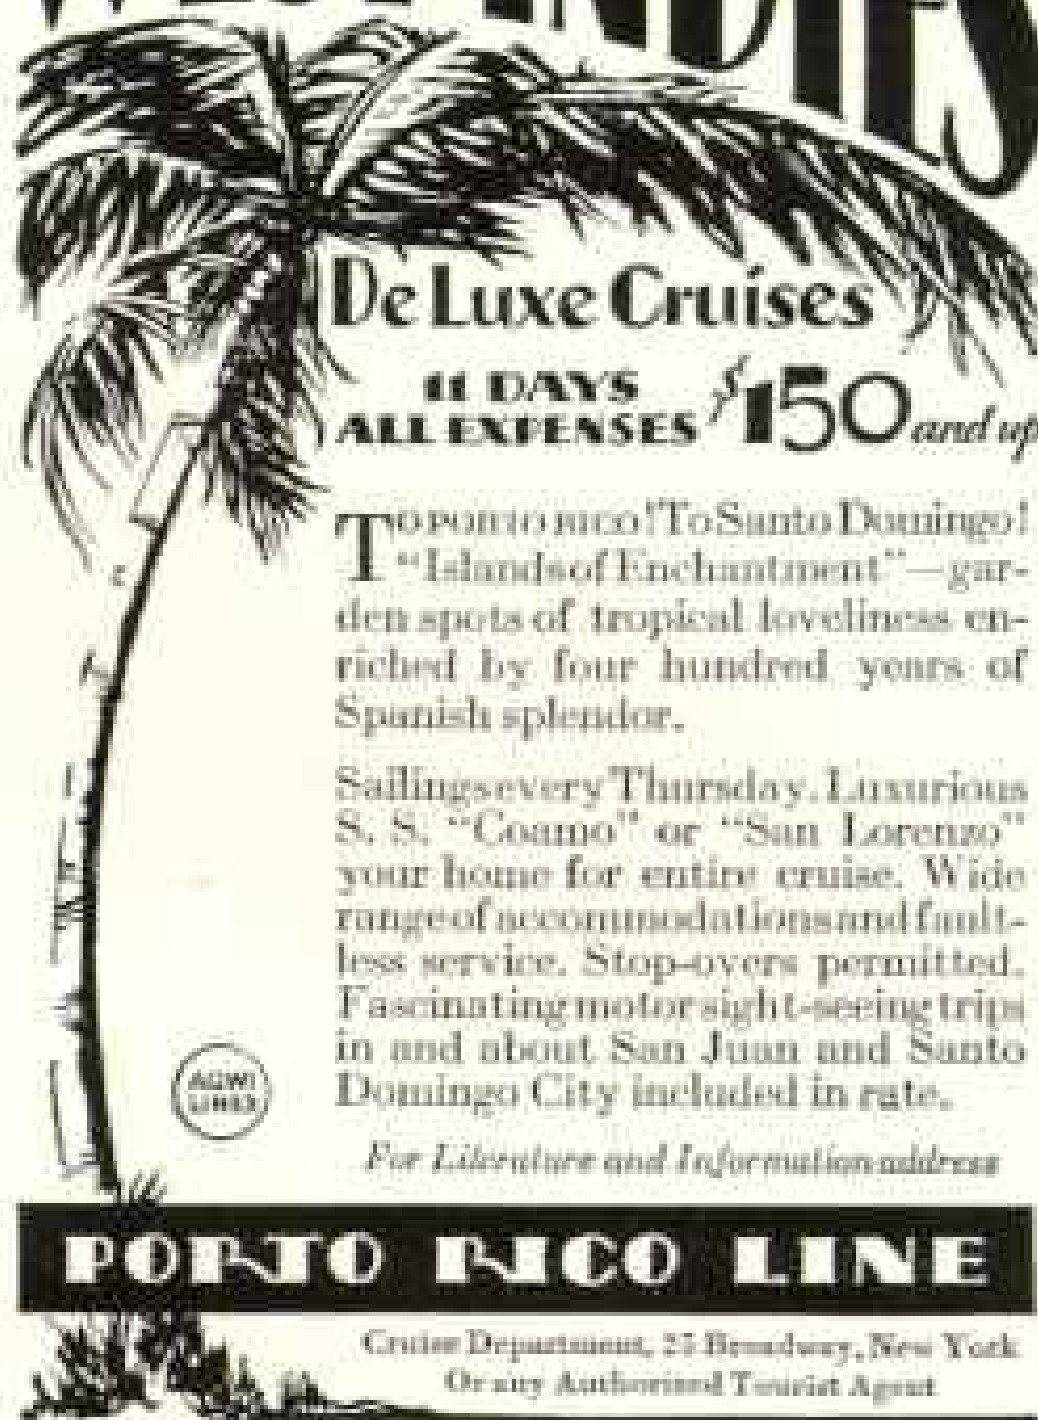 WEST INDIES
De Luxe Cruises
11 DAYS
ALL EXPENSES $150 and up
TO PORTO RICO! To Santo Domingo!
"Islands of Enchantment"—gar-
den spots of tropical loveliness en-
riched by four hundred years of
Spanish splendor.
Sailings every Thursday. Luxurious
S. S. "Coamo" or "San Lorenzo"
your home for entire cruise. Wide
range of accommodations and fault-
less service. Stop-overs permitted.
Fascinating motor sight-seeing trips
in and about San Juan and Santo
Domingo City included in rate.
AGWI
LINES
For Literature and Information address
PORTO RICO LINE
Cruise Department, 25 Broadway, New York
Or any Authorized Tourist Agent